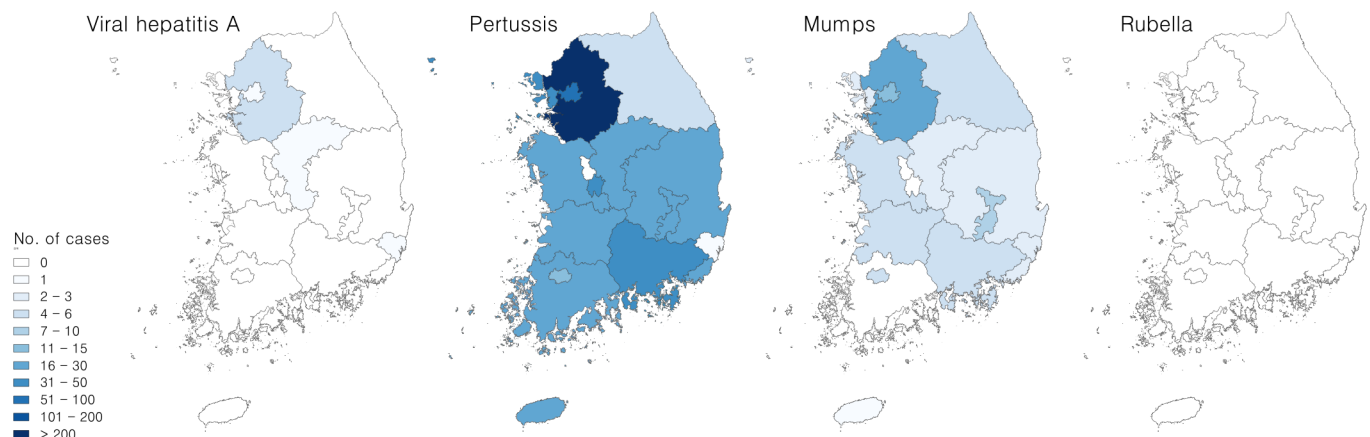 Viral hepatitis A
Pertussis
Mumps
Rubella
No. of cases
0
1
2 – 3
4 – 6
7 – 10
11 – 15
16 – 30
31 – 50
51 – 100
101 – 200
> 200